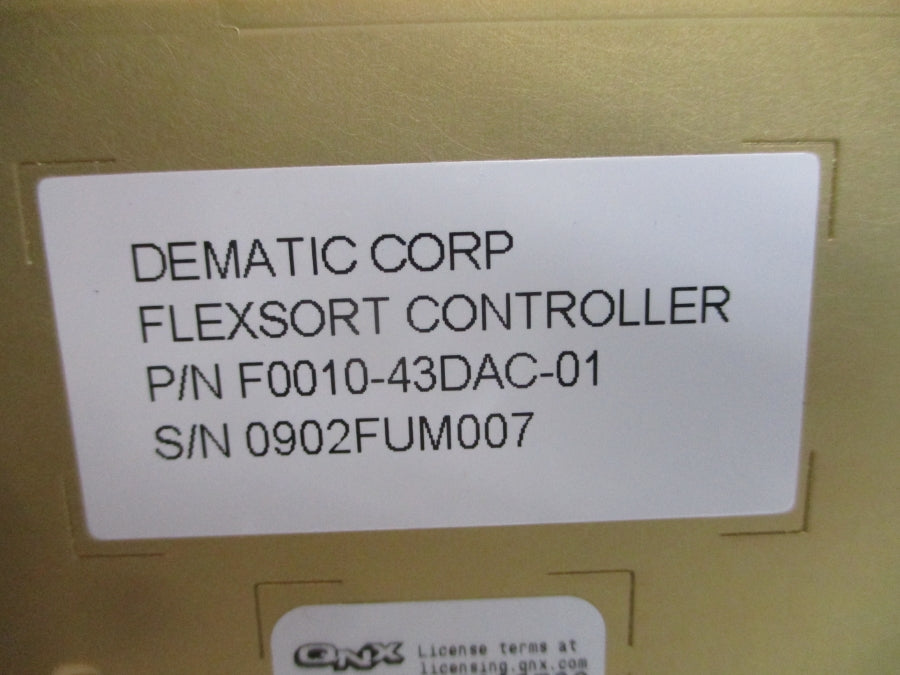 DEMATIC CORP
FLEXSORT CONTROLLER
P/N F0010-43DAC-01
S/N 0902FUM007
QNX License terms at
licensing.qnx.com